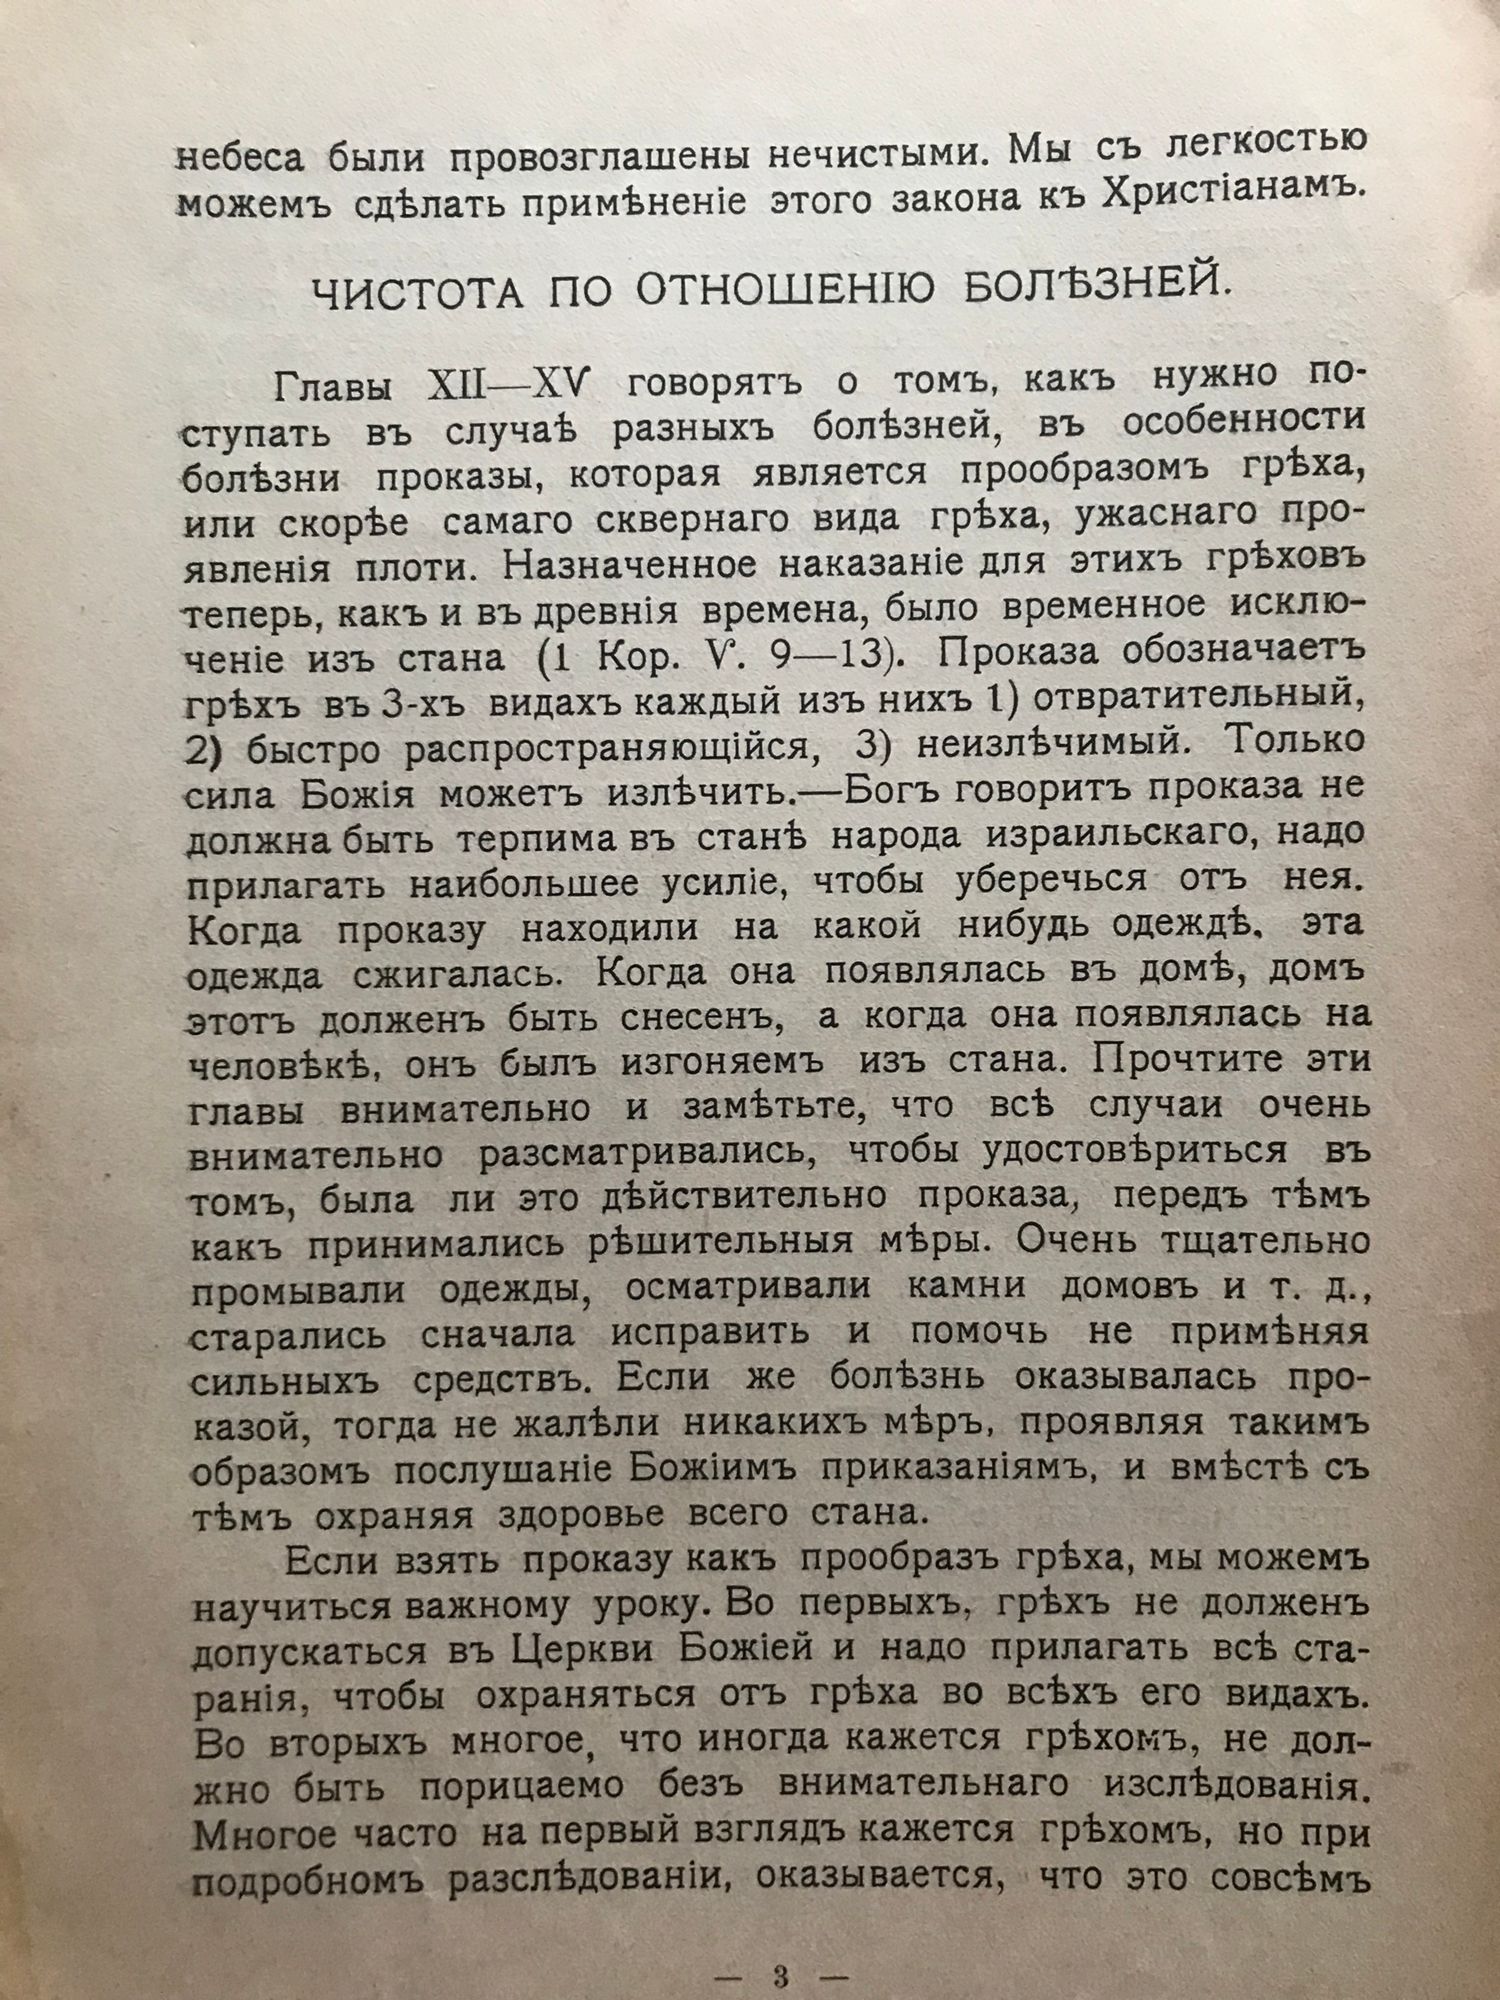 небеса были провозглашены нечистыми. Мы съ легкостью
можемъ сдѣлать примѣненіе этого закона къ Христіанамъ.
ЧИСТОТА ПО ОТНОШЕНІЮ БОЛѢЗНЕЙ.
Главы XII—XV говорятъ о томъ, какъ нужно по-
ступать въ случаѣ разныхъ болѣзней, въ особенности
болѣзни проказы, которая является прообразомъ грѣха,
или скорѣе самаго сквернаго вида грѣха, ужаснаго про-
явленія плоти. Назначенное наказаніе для этихъ грѣховъ
теперь, какъ и въ древнія времена, было временное исклю-
ченіе изъ стана (1 Кор. V. 9—13). Проказа обозначаетъ
грѣхъ въ 3-хъ видахъ каждый изъ нихъ 1) отвратительный,
2) быстро распространяющійся, 3) неизлѣчимый. Только
сила Божія можетъ излѣчить.—Богъ говоритъ проказа не
должна быть терпима въ станѣ народа израильскаго, надо
прилагать наибольшее усиліе, чтобы уберечься отъ нея.
Когда проказу находили на какой нибудь одеждѣ, эта
одежда сжигалась. Когда она появлялась въ домѣ, домъ
этотъ долженъ быть снесенъ, а когда она появлялась на
человѣкѣ, онъ былъ изгоняемъ изъ стана. Прочтите эти
главы внимательно и замѣтьте, что всѣ случаи очень
внимательно разсматривались, чтобы удостовѣриться въ
томъ, была ли это дѣйствительно проказа, передъ тѣмъ
какъ принимались рѣшительныя мѣры. Очень тщательно
промывали одежды, осматривали камни домовъ и т. д.,
старались сначала исправить и помочь не примѣняя
сильныхъ средствъ. Если же болѣзнь оказывалась про-
казой, тогда не жалѣли никакихъ мѣръ, проявляя такимъ
образомъ послушаніе Божіимъ приказаніямъ, и вмѣстѣ съ
тѣмъ охраняя здоровье всего стана.
Если взять проказу какъ прообразъ грѣха, мы можемъ
научиться важному уроку. Во первыхъ, грѣхъ не долженъ
допускаться въ Церкви Божіей и надо прилагать всѣ ста-
ранія, чтобы охраняться отъ грѣха во всѣхъ его видахъ.
Во вторыхъ многое, что иногда кажется грѣхомъ, не дол-
жно быть порицаемо безъ внимательнаго изслѣдованія.
Многое часто на первый взглядъ кажется грѣхомъ, но при
подробномъ разслѣдованіи, оказывается, что это совсѣмъ
— 3 —